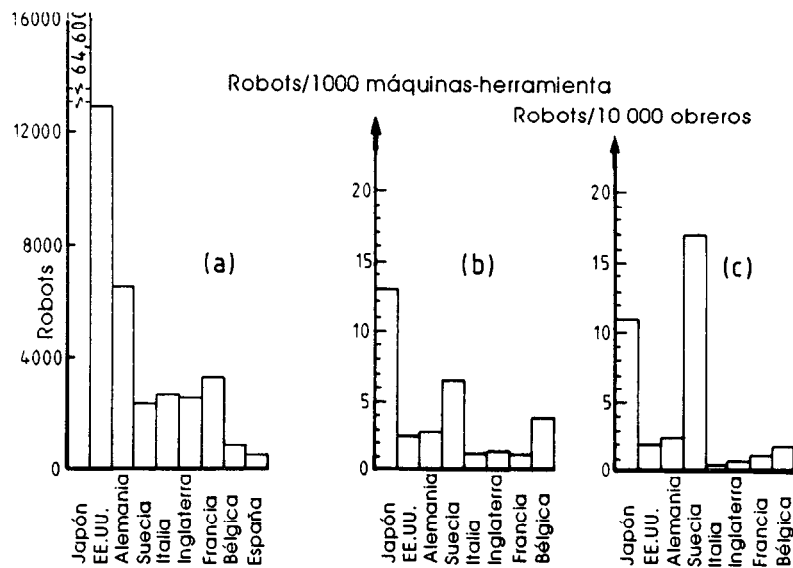 16000
12000
8000
4000
0
Robots
64,600
(a)
Japón
EE.UU.
Alemania
Suecia
Italia
Inglaterra
Francia
Bélgica
España
Robots/1000 máquinas-herramienta
20
15
10
5
0
(b)
Japón
EE.UU.
Alemania
Suecia
Italia
Inglaterra
Francia
Bélgica
Robots/10 000 obreros
20
15
10
5
0
(c)
Japón
EE.UU.
Alemania
Suecia
Italia
Inglaterra
Francia
Bélgica